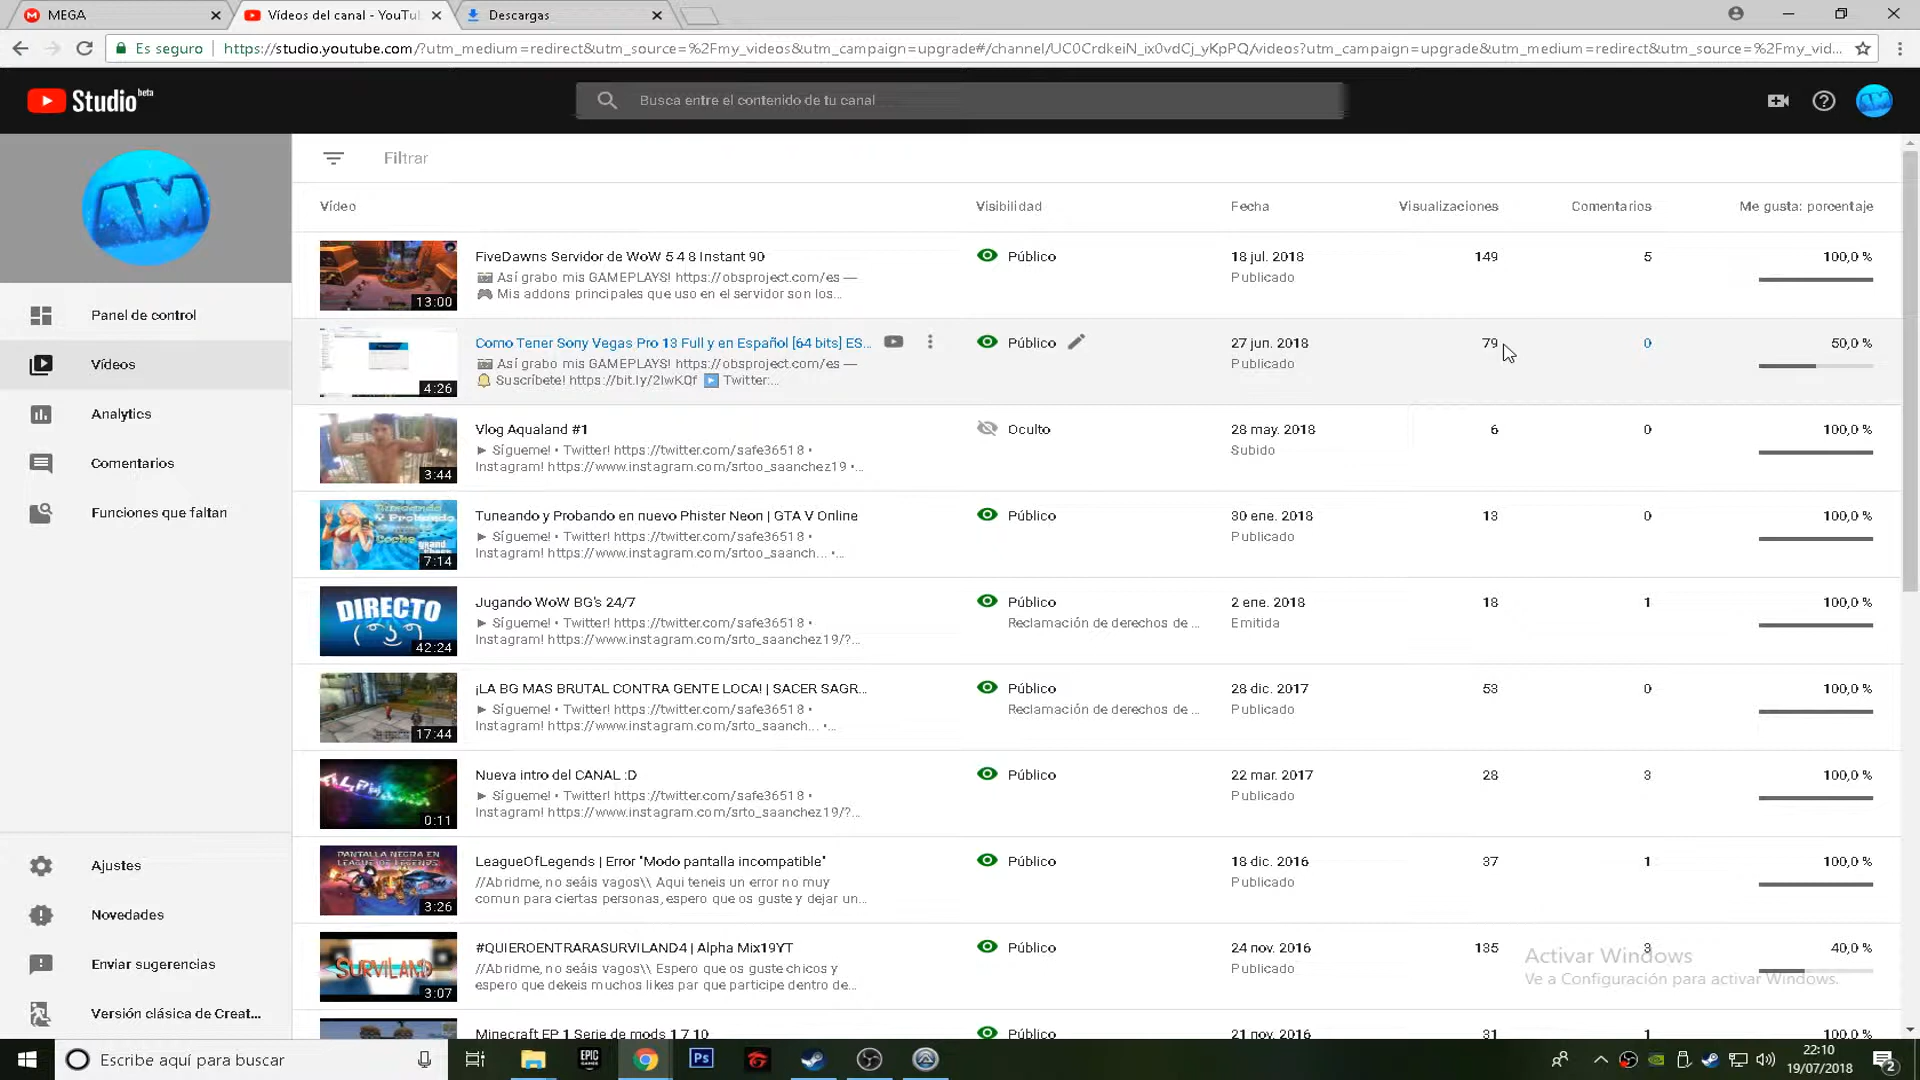 MEGA
Vídeos del canal - YouTu
Descargas
Es seguro
https://studio.youtube.com/?utm_medium=redirect&utm_source=%2Fmy_videos&utm_campaign=upgrade#/channel/UC0CrdkeiN_ix0vdCj_yKpPQ/videos?utm_campaign=upgrade&utm_medium=redirect&utm_source=%2Fmy_vid...
Studio beta
Busca entre el contenido de tu canal
AM
Filtrar
Vídeo Visibilidad Fecha Visualizaciones Comentarios Me gusta: porcentaje
Panel de control
Vídeos
Analytics
Comentarios
Funciones que faltan
Ajustes
Novedades
Enviar sugerencias
Versión clásica de Creat...
FiveDawns Servidor de WoW 5 4 8 Instant 90 Público 18 jul. 2018 149 5 100,0 %
Así grabo mis GAMEPLAYS! https://obsproject.com/es — Publicado
Mis addons principales que uso en el servidor son los...
13:00
Como Tener Sony Vegas Pro 13 Full y en Español [64 bits] ES... Público 27 jun. 2018 79 0 50,0 %
Así grabo mis GAMEPLAYS! https://obsproject.com/es — Publicado
Suscríbete! https://bit.ly/2IwKQf Twitter:...
4:26
Vlog Aqualand #1 Oculto 28 may. 2018 6 0 100,0 %
► Sígueme! • Twitter! https://twitter.com/safe36518 • Subido
Instagram! https://www.instagram.com/srtoo_saanchez19 •...
3:44
Tuneando y Probando en nuevo Phister Neon | GTA V Online Público 30 ene. 2018 13 0 100,0 %
► Sígueme! • Twitter! https://twitter.com/safe36518 • Publicado
Instagram! https://www.instagram.com/srtoo_saanch... •...
7:14
Jugando WoW BG's 24/7 Público 2 ene. 2018 18 1 100,0 %
► Sígueme! • Twitter! https://twitter.com/safe36518 • Reclamación de derechos de ... Emitida
Instagram! https://www.instagram.com/srto_saanchez19/?...
DIRECTO
42:24
¡LA BG MAS BRUTAL CONTRA GENTE LOCA! | SACER SAGR... Público 28 dic. 2017 53 0 100,0 %
► Sígueme! • Twitter! https://twitter.com/safe36518 • Reclamación de derechos de ... Publicado
Instagram! https://www.instagram.com/srto_saanch... •...
17:44
Nueva intro del CANAL :D Público 22 mar. 2017 28 3 100,0 %
► Sígueme! • Twitter! https://twitter.com/safe36518 • Publicado
Instagram! https://www.instagram.com/srto_saanchez19/?...
0:11
LeagueOfLegends | Error "Modo pantalla incompatible" Público 18 dic. 2016 37 1 100,0 %
//Abridme, no seáis vagos\\ Aqui teneis un error no muy Publicado
comun para ciertas personas, espero que os guste y dejar un...
PANTALLA NEGRA EN
LEAGUE OF LEGENDS
3:26
#QUIEROENTRARASURVILAND4 | Alpha Mix19YT Público 24 nov. 2016 135 3 40,0 %
//Abridme, no seáis vagos\\ Espero que os guste chicos y Publicado
espero que dekeis muchos likes par que participe dentro de...
SURVILAND
3:07
Minecraft EP 1 Serie de mods 1 7 10 Público 21 nov. 2016 31 1 100,0 %
Activar Windows
Ve a Configuración para activar Windows.
Escribe aquí para buscar
EPIC GAMES
Ps
22:10
19/07/2018
2